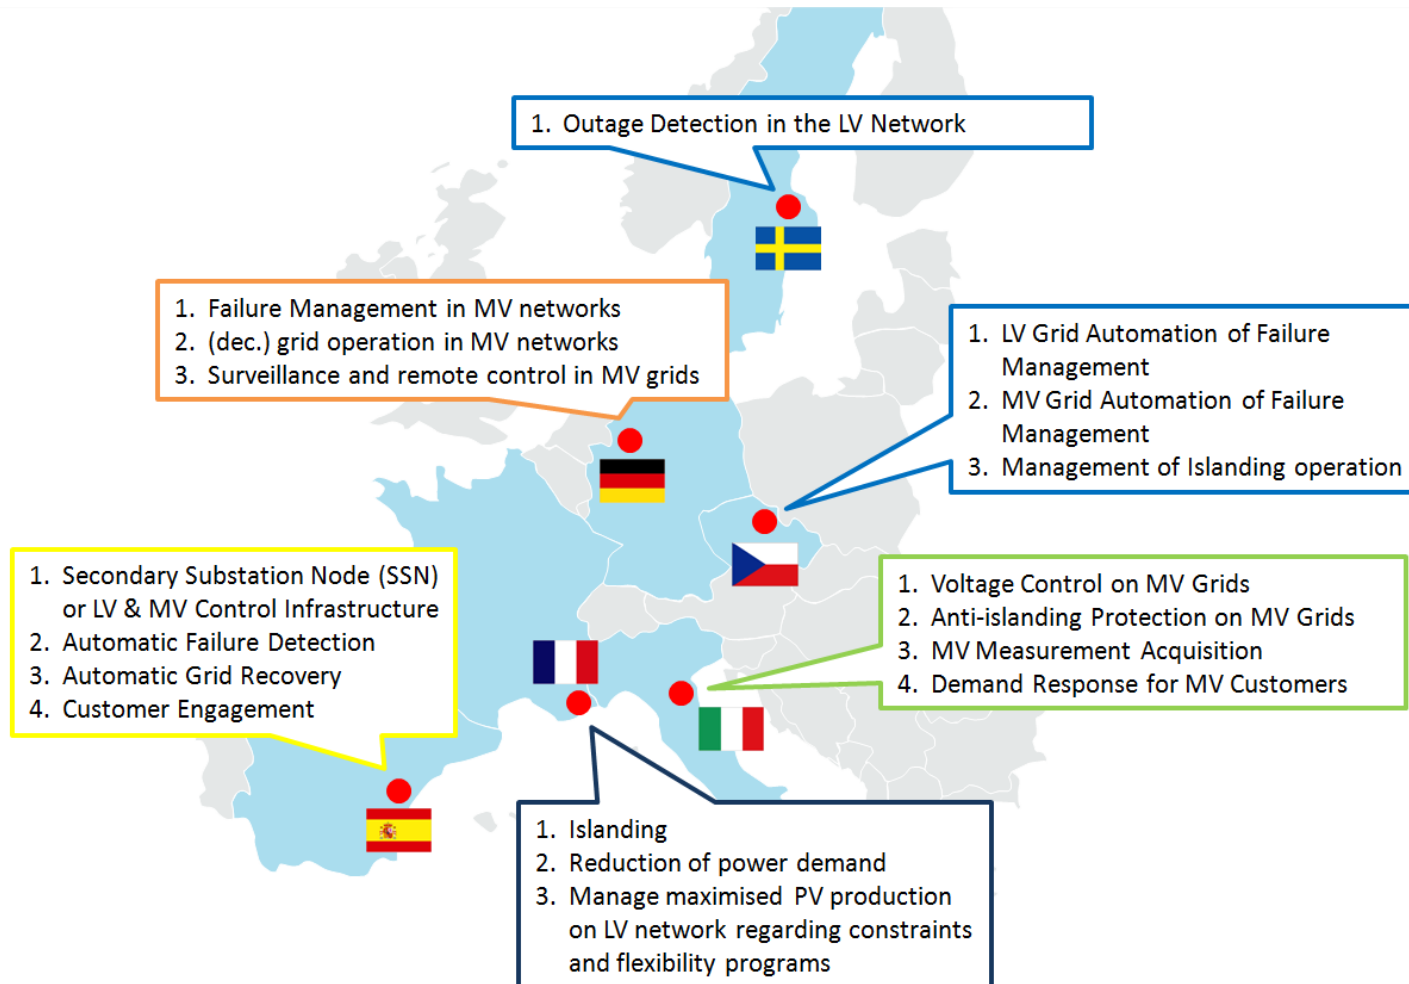 1. Outage Detection in the LV Network
1. Failure Management in MV networks
2. (dec.) grid operation in MV networks
3. Surveillance and remote control in MV grids
1. LV Grid Automation of Failure
Management
2. MV Grid Automation of Failure
Management
3. Management of Islanding operation
1. Secondary Substation Node (SSN)
or LV & MV Control Infrastructure
2. Automatic Failure Detection
3. Automatic Grid Recovery
4. Customer Engagement
1. Voltage Control on MV Grids
2. Anti-islanding Protection on MV Grids
3. MV Measurement Acquisition
4. Demand Response for MV Customers
1. Islanding
2. Reduction of power demand
3. Manage maximised PV production
on LV network regarding constraints
and flexibility programs